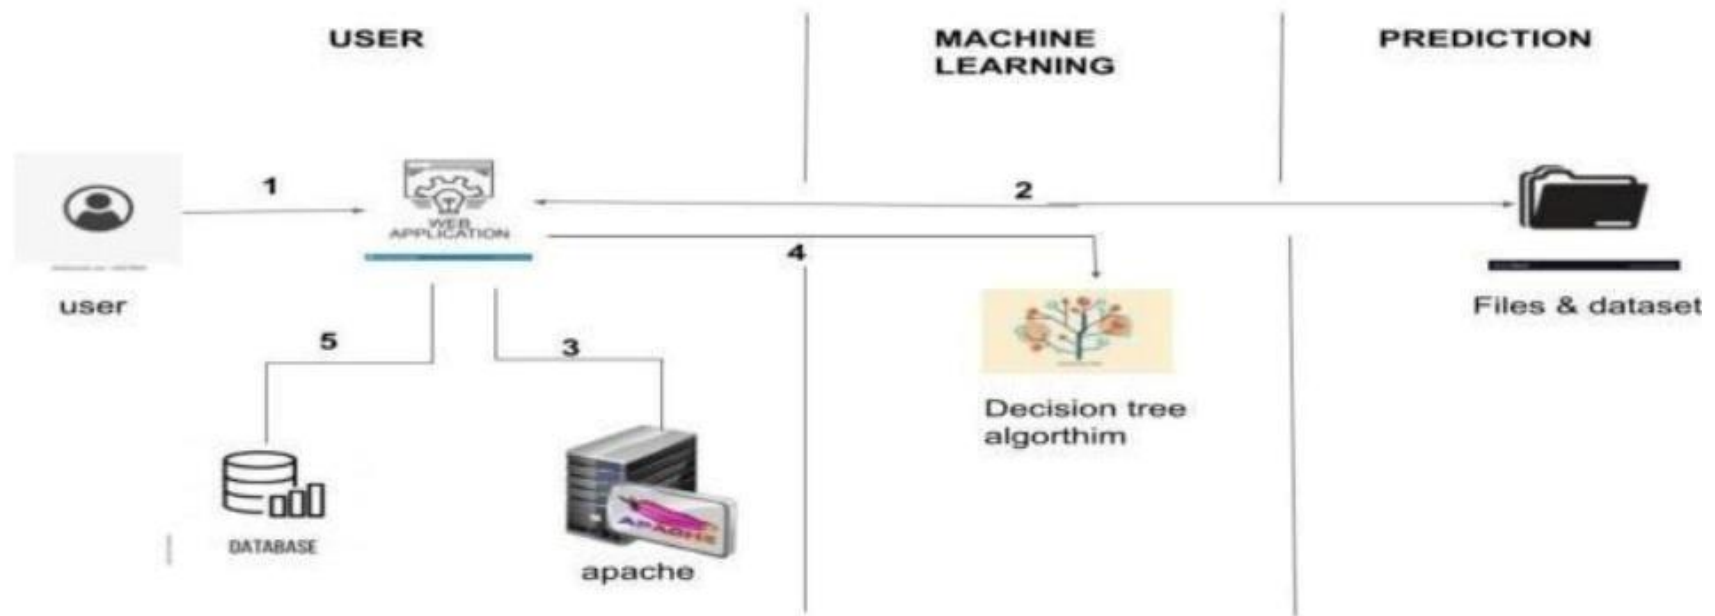 USER
MACHINE
LEARNING
PREDICTION
1
2
WEB
APPLICATION
4
user
Files & dataset
5
3
Decision tree
algorthim
DATABASE
APACHE
apache